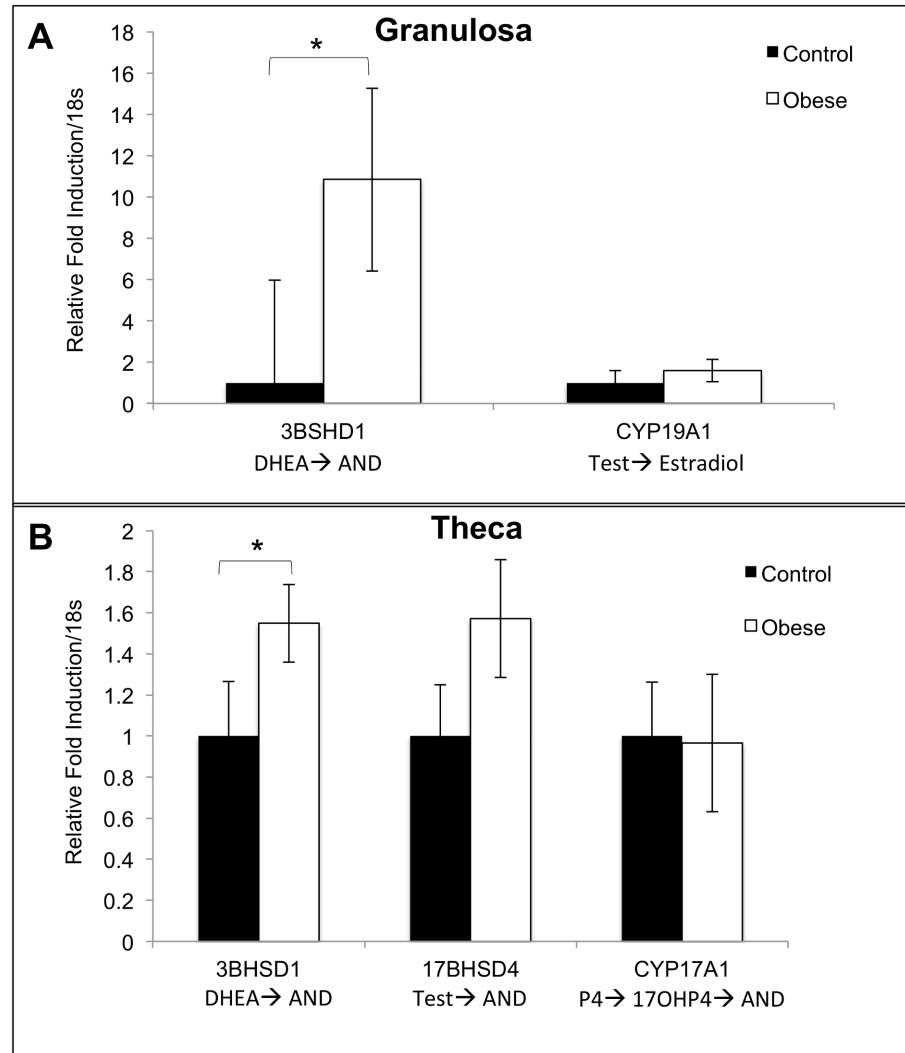 A
Granulosa
Relative Fold Induction/18s
18
16
14
12
10
8
6
4
2
0
*
Control
Obese
3BSHD1
CYP19A1
DHEA→ AND
Test→ Estradiol
B
Theca
Relative Fold Induction/18s
2
1.8
1.6
1.4
1.2
1
0.8
0.6
0.4
0.2
0
*
Control
Obese
3BHSD1
17BHSD4
CYP17A1
DHEA→ AND
Test→ AND
P4→ 17OHP4→ AND